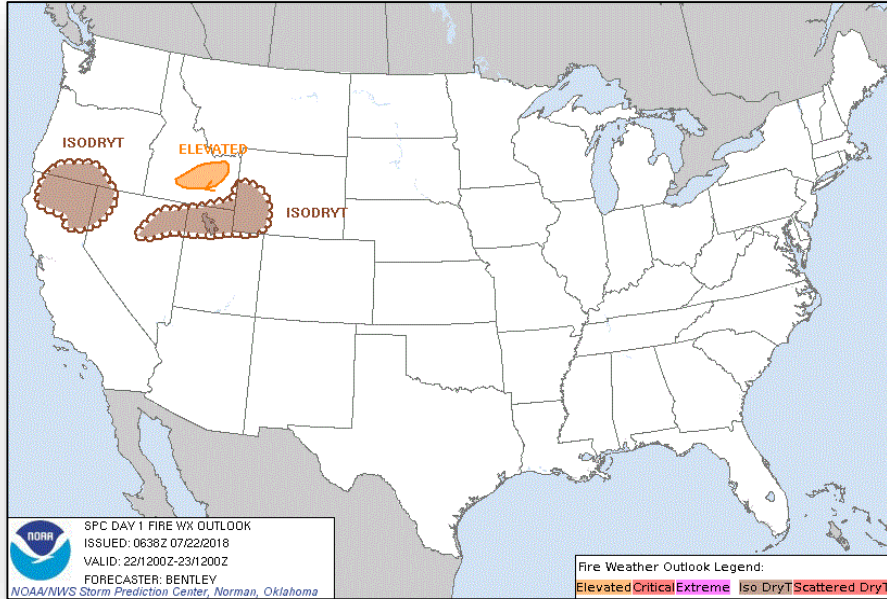 ISODRYT
ELEVATED
ISODRYT
NOAA
SPC DAY 1 FIRE WX OUTLOOK
ISSUED: 0638Z 07/22/2018
VALID: 22/1200Z-23/1200Z
FORECASTER: BENTLEY
NOAA/NWS Storm Prediction Center, Norman, Oklahoma
Fire Weather Outlook Legend:
Elevated Critical Extreme Iso DryT Scattered DryT